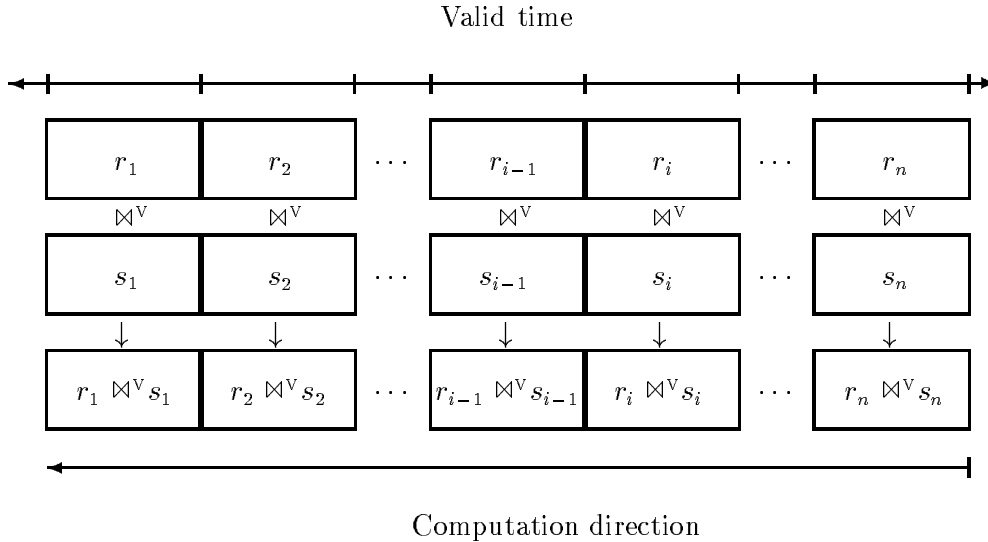 Valid time
r₁ r₂ ··· rᵢ₋₁ rᵢ ··· rₙ
⋈ⱽ ⋈ⱽ ⋈ⱽ ⋈ⱽ ⋈ⱽ
s₁ s₂ ··· sᵢ₋₁ sᵢ ··· sₙ
↓ ↓ ↓ ↓ ↓
r₁ ⋈ⱽ s₁ r₂ ⋈ⱽ s₂ ··· rᵢ₋₁ ⋈ⱽ sᵢ₋₁ rᵢ ⋈ⱽ sᵢ ··· rₙ ⋈ⱽ sₙ
Computation direction